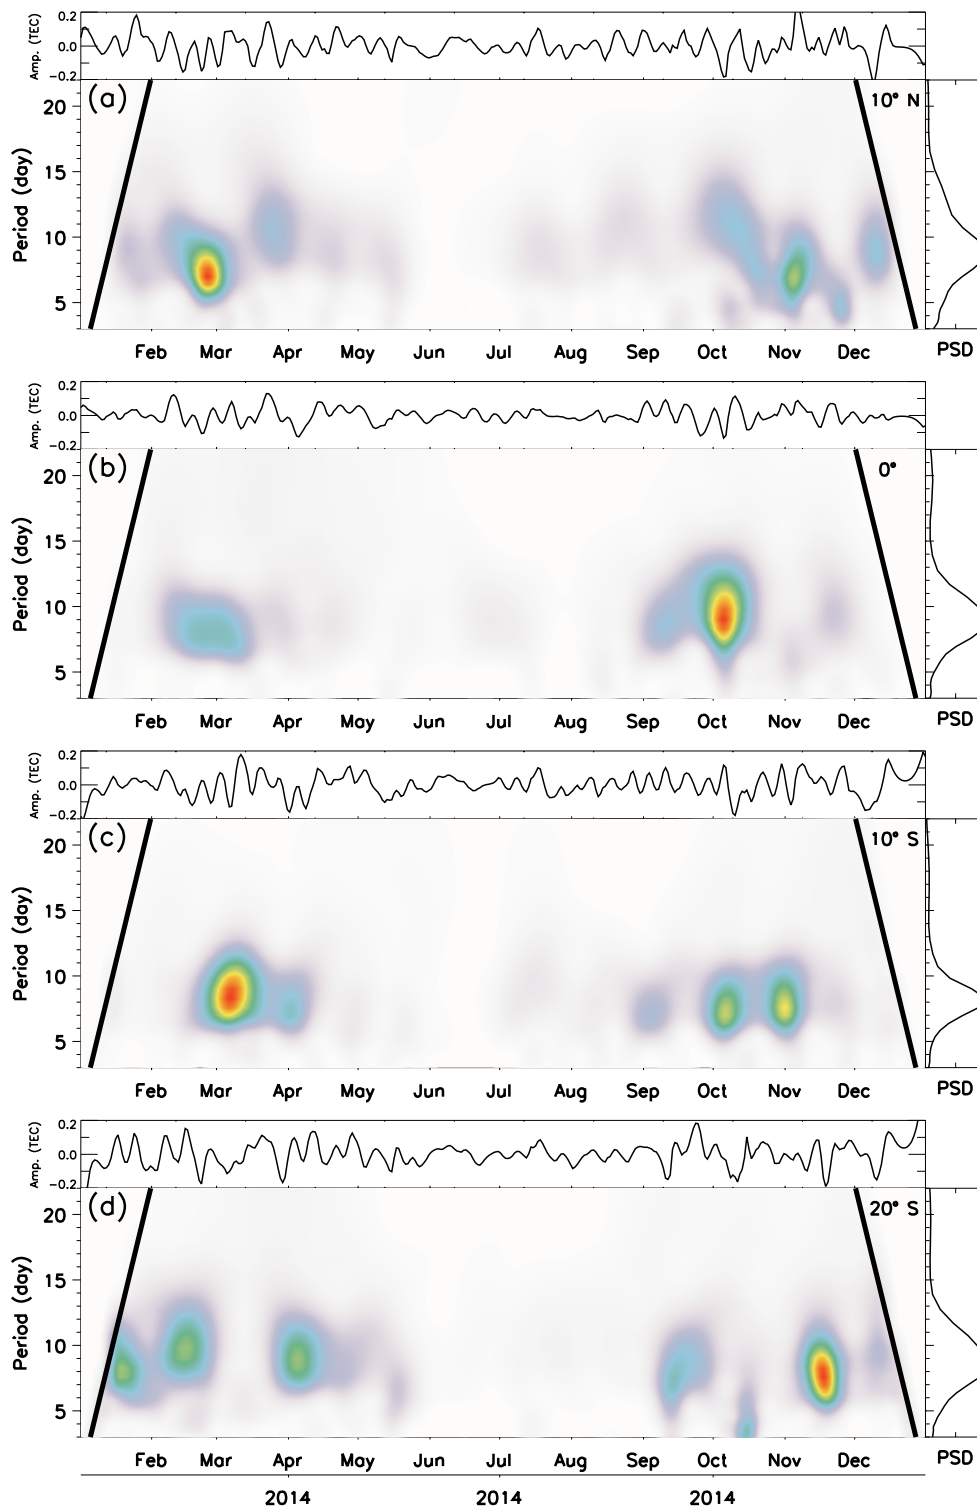 0.2
0.0
−0.2
Amp. (TEC)
(a)
10° N
20
15
10
5
Period (day)
Feb Mar Apr May Jun Jul Aug Sep Oct Nov Dec PSD
0.2
0.0
−0.2
Amp. (TEC)
(b)
0°
20
15
10
5
Period (day)
Feb Mar Apr May Jun Jul Aug Sep Oct Nov Dec PSD
0.2
0.0
−0.2
Amp. (TEC)
(c)
10° S
20
15
10
5
Period (day)
Feb Mar Apr May Jun Jul Aug Sep Oct Nov Dec PSD
0.2
0.0
−0.2
Amp. (TEC)
(d)
20° S
20
15
10
5
Period (day)
Feb Mar Apr May Jun Jul Aug Sep Oct Nov Dec PSD
2014 2014 2014